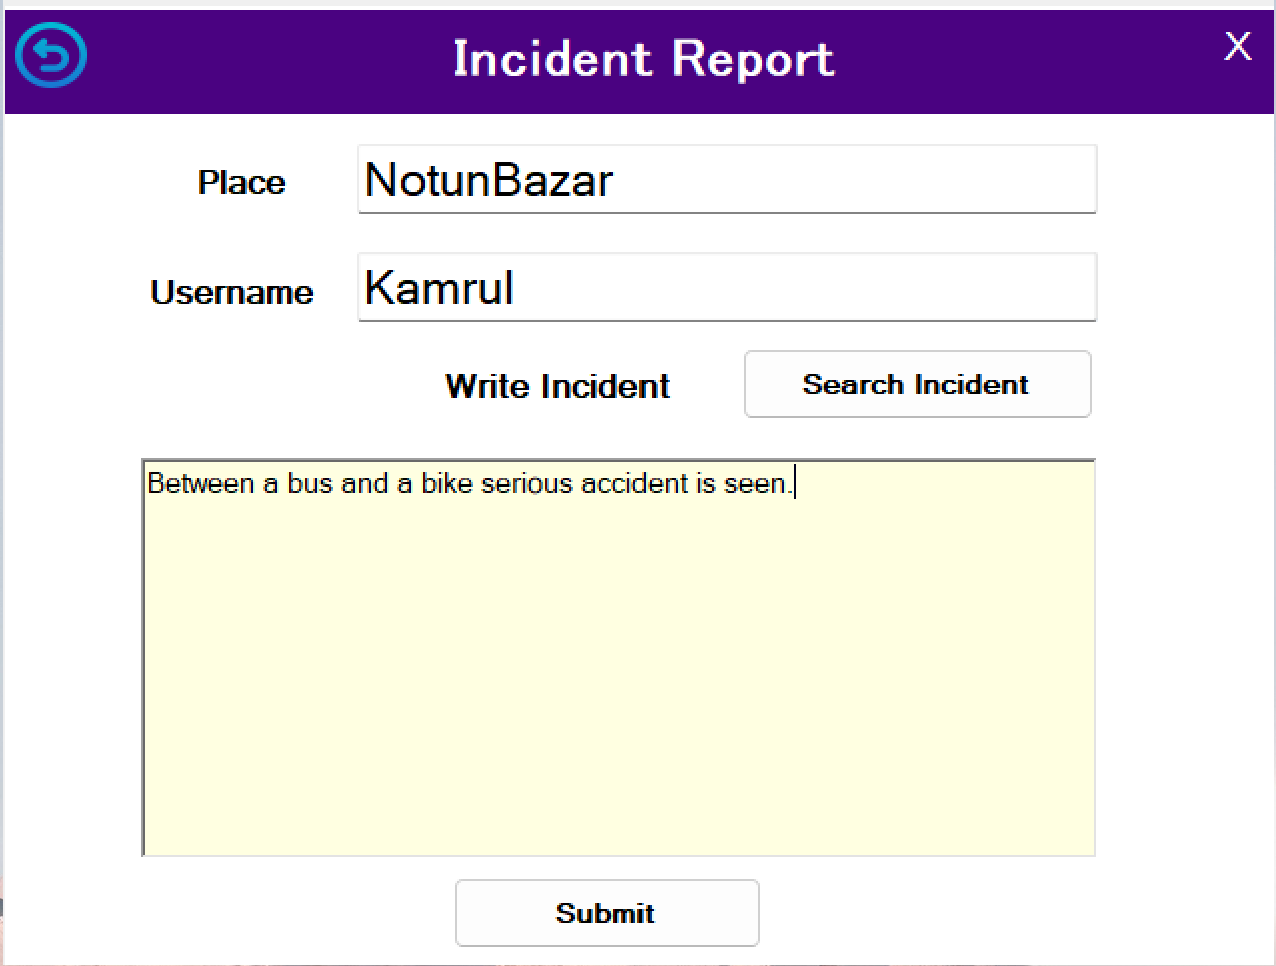 Incident Report
X
Place
NotunBazar
Username
Kamrul
Write Incident
Search Incident
Between a bus and a bike serious accident is seen.
Submit